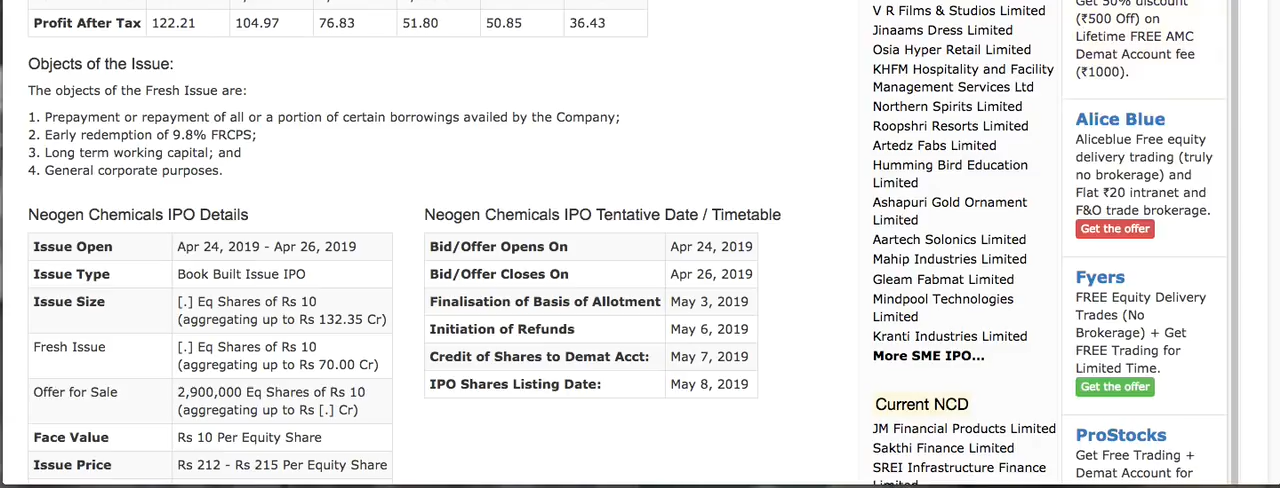 Profit After Tax 122.21 104.97 76.83 51.80 50.85 36.43
Objects of the Issue:
The objects of the Fresh Issue are:
1. Prepayment or repayment of all or a portion of certain borrowings availed by the Company;
2. Early redemption of 9.8% FRCPS;
3. Long term working capital; and
4. General corporate purposes.
Neogen Chemicals IPO Details
Issue Open Apr 24, 2019 - Apr 26, 2019
Issue Type Book Built Issue IPO
Issue Size [.] Eq Shares of Rs 10
(aggregating up to Rs 132.35 Cr)
Fresh Issue [.] Eq Shares of Rs 10
(aggregating up to Rs 70.00 Cr)
Offer for Sale 2,900,000 Eq Shares of Rs 10
(aggregating up to Rs [.] Cr)
Face Value Rs 10 Per Equity Share
Issue Price Rs 212 - Rs 215 Per Equity Share
Neogen Chemicals IPO Tentative Date / Timetable
Bid/Offer Opens On Apr 24, 2019
Bid/Offer Closes On Apr 26, 2019
Finalisation of Basis of Allotment May 3, 2019
Initiation of Refunds May 6, 2019
Credit of Shares to Demat Acct: May 7, 2019
IPO Shares Listing Date: May 8, 2019
V R Films & Studios Limited
Jinaams Dress Limited
Osia Hyper Retail Limited
KHFM Hospitality and Facility
Management Services Ltd
Northern Spirits Limited
Roopshri Resorts Limited
Artedz Fabs Limited
Humming Bird Education
Limited
Ashapuri Gold Ornament
Limited
Aartech Solonics Limited
Mahip Industries Limited
Gleam Fabmat Limited
Mindpool Technologies
Limited
Kranti Industries Limited
More SME IPO...
Current NCD
JM Financial Products Limited
Sakthi Finance Limited
SREI Infrastructure Finance
Limited
Get 50% discount
(₹500 Off) on
Lifetime FREE AMC
Demat Account fee
(₹1000).
Alice Blue
Aliceblue Free equity
delivery trading (truly
no brokerage) and
Flat ₹20 intranet and
F&O trade brokerage.
Get the offer
Fyers
FREE Equity Delivery
Trades (No
Brokerage) + Get
FREE Trading for
Limited Time.
Get the offer
ProStocks
Get Free Trading +
Demat Account for